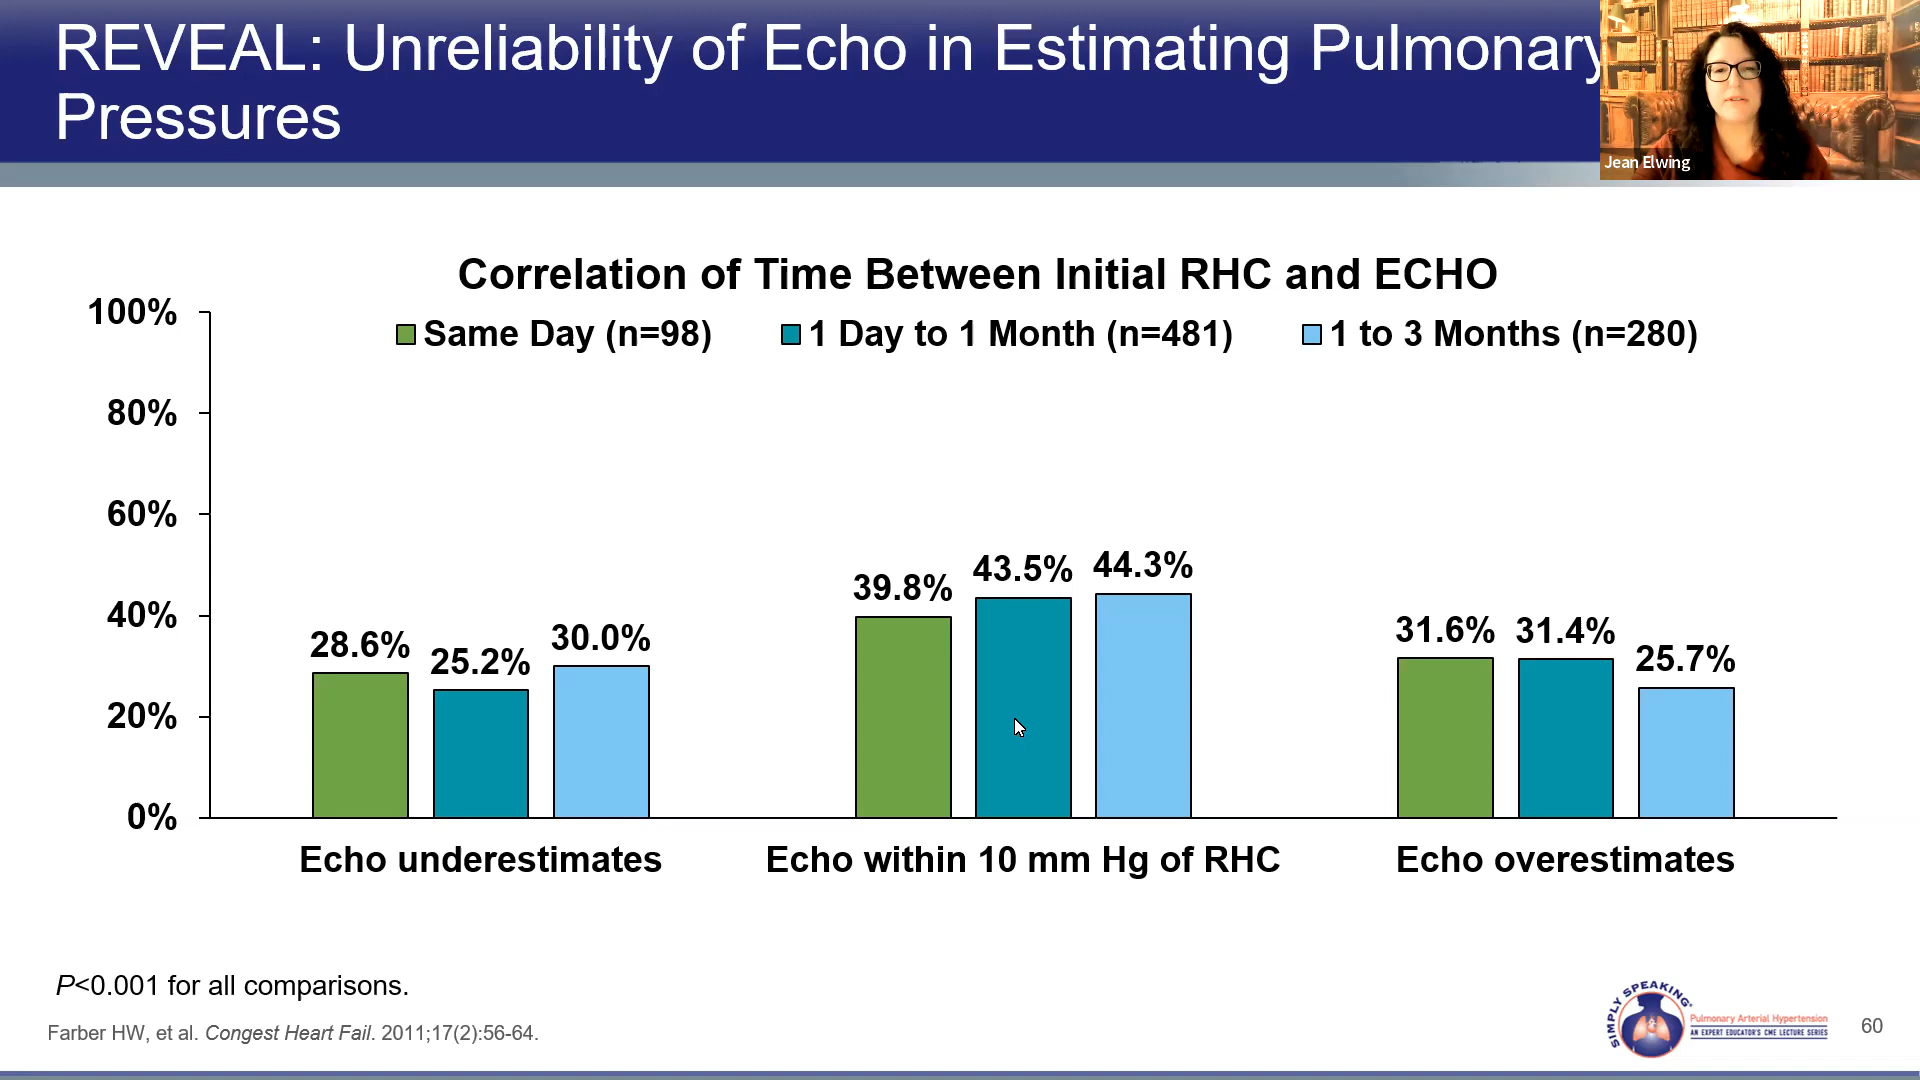 REVEAL: Unreliability of Echo in Estimating Pulmonary
Pressures
Jean Elwing
Correlation of Time Between Initial RHC and ECHO
Same Day (n=98)
1 Day to 1 Month (n=481)
1 to 3 Months (n=280)
100%
80%
60%
40%
20%
0%
28.6%
25.2%
30.0%
39.8%
43.5%
44.3%
31.6%
31.4%
25.7%
Echo underestimates
Echo within 10 mm Hg of RHC
Echo overestimates
P<0.001 for all comparisons.
Farber HW, et al. Congest Heart Fail. 2011;17(2):56-64.
SIMPLY SPEAKING
Pulmonary Arterial Hypertension
AN EXPERT EDUCATOR'S CME LECTURE SERIES
60